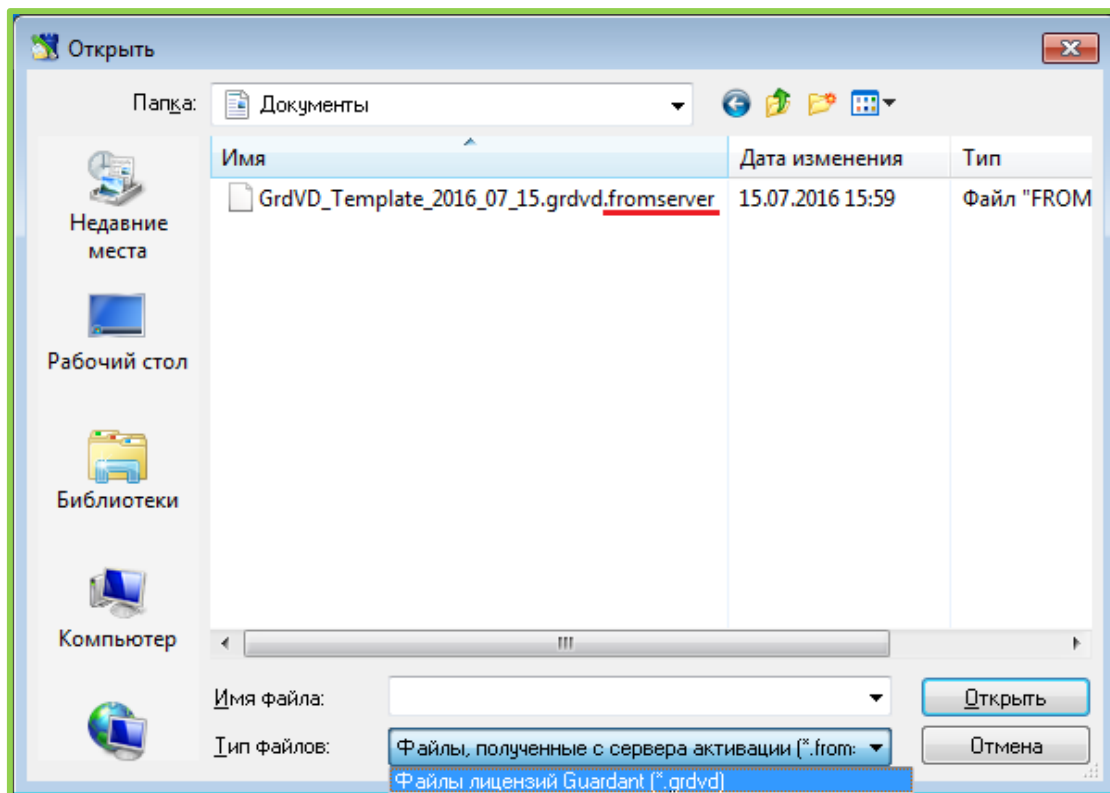 Открыть
Папка: Документы
Имя Дата изменения Тип
GrdVD_Template_2016_07_15.grdvd.fromserver 15.07.2016 15:59 Файл "FROM
Недавние
места
Рабочий стол
Библиотеки
Компьютер
Имя файла: Открыть
Тип файлов: Файлы, полученные с сервера активации (*.from: Отмена
Файлы лицензий Guardant (*.grdvd)